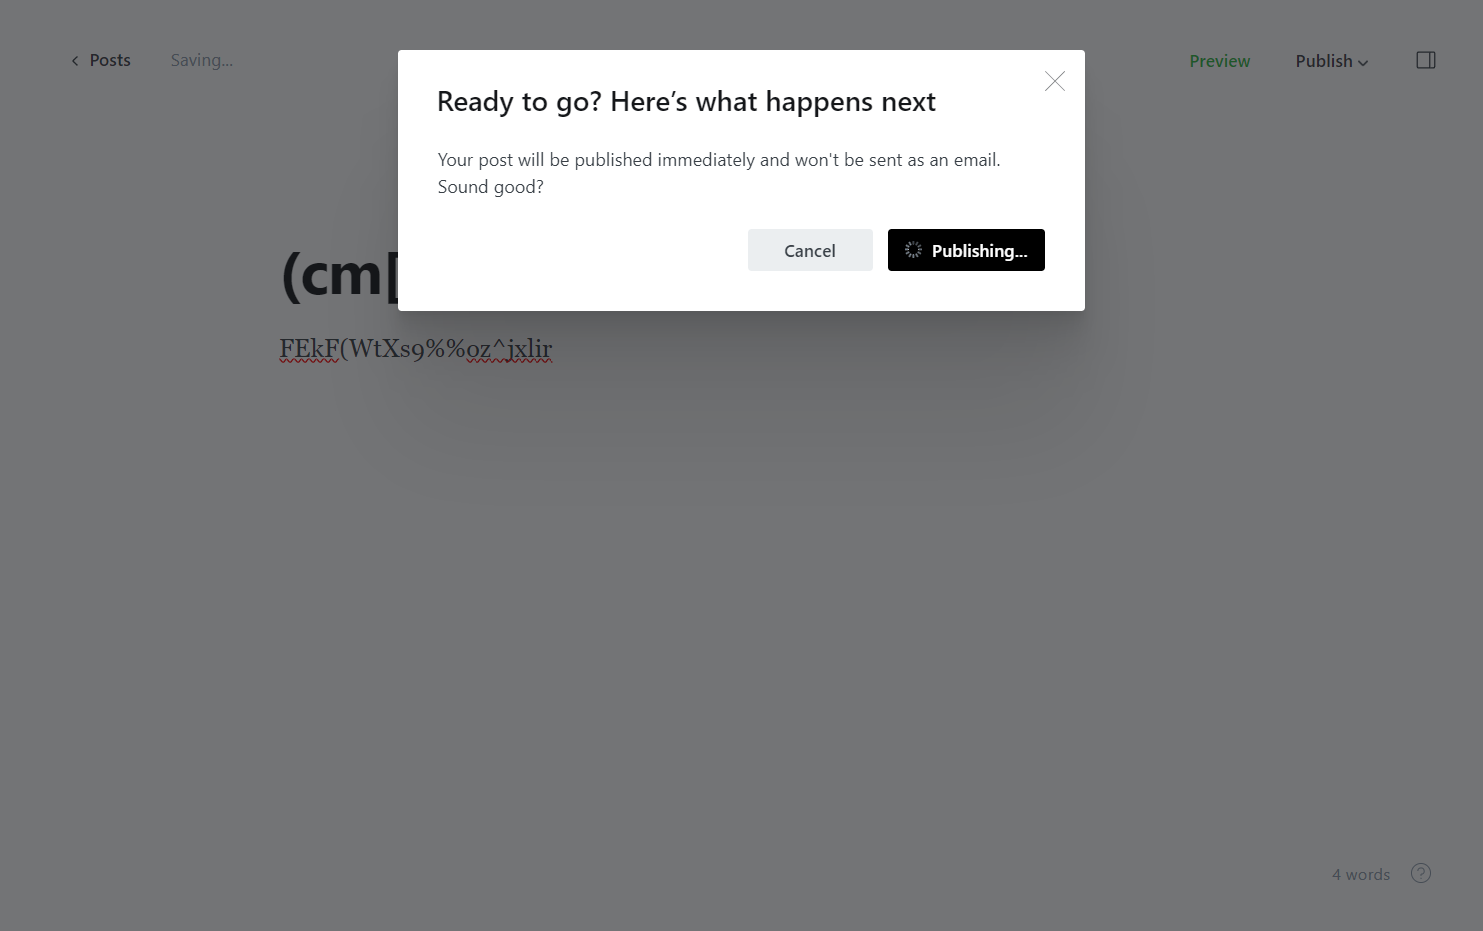 Posts
Saving...
Preview
Publish
Ready to go? Here’s what happens next
Your post will be published immediately and won't be sent as an email.
Sound good?
Cancel
Publishing...
(cm[
FEkF(WtXs9%%oz^jxlir
4 words
?